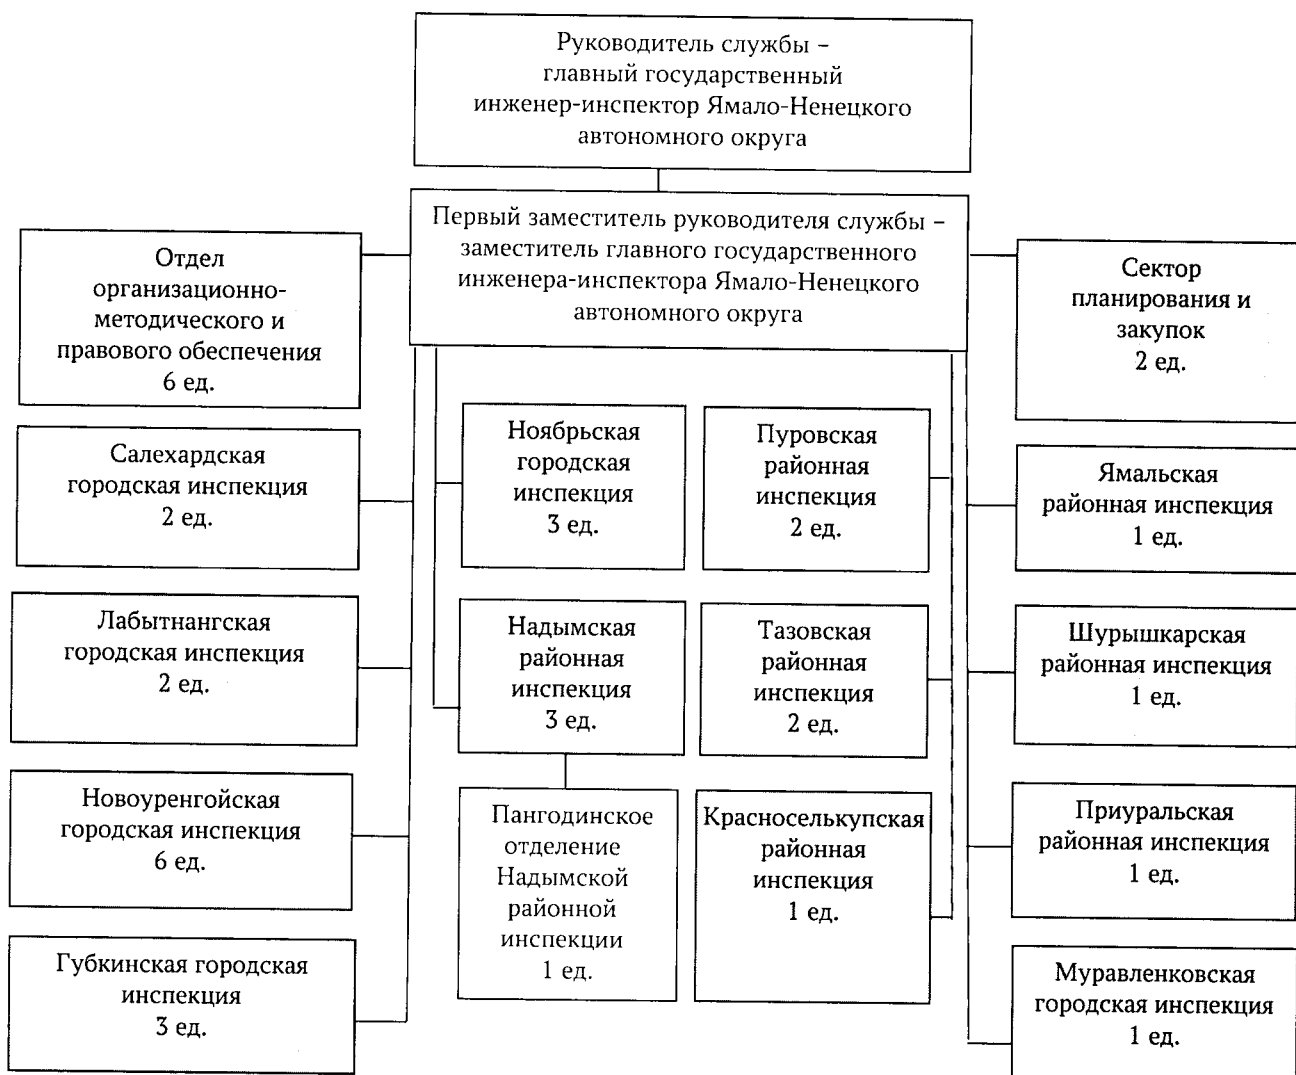 Руководитель службы –
главный государственный
инженер-инспектор Ямало-Ненецкого
автономного округа
Первый заместитель руководителя службы –
заместитель главного государственного
инженера-инспектора Ямало-Ненецкого
автономного округа
Отдел
организационно-
методического и
правового обеспечения
6 ед.
Сектор
планирования и
закупок
2 ед.
Салехардская
городская инспекция
2 ед.
Ноябрьская
городская
инспекция
3 ед.
Пуровская
районная
инспекция
2 ед.
Ямальская
районная инспекция
1 ед.
Лабытнангская
городская инспекция
2 ед.
Надымская
районная
инспекция
3 ед.
Тазовская
районная
инспекция
2 ед.
Шурышкарская
районная инспекция
1 ед.
Новоуренгойская
городская инспекция
6 ед.
Пангодинское
отделение
Надымской
районной
инспекции
1 ед.
Красноселькупская
районная
инспекция
1 ед.
Приуральская
районная инспекция
1 ед.
Губкинская городская
инспекция
3 ед.
Муравленковская
городская инспекция
1 ед.